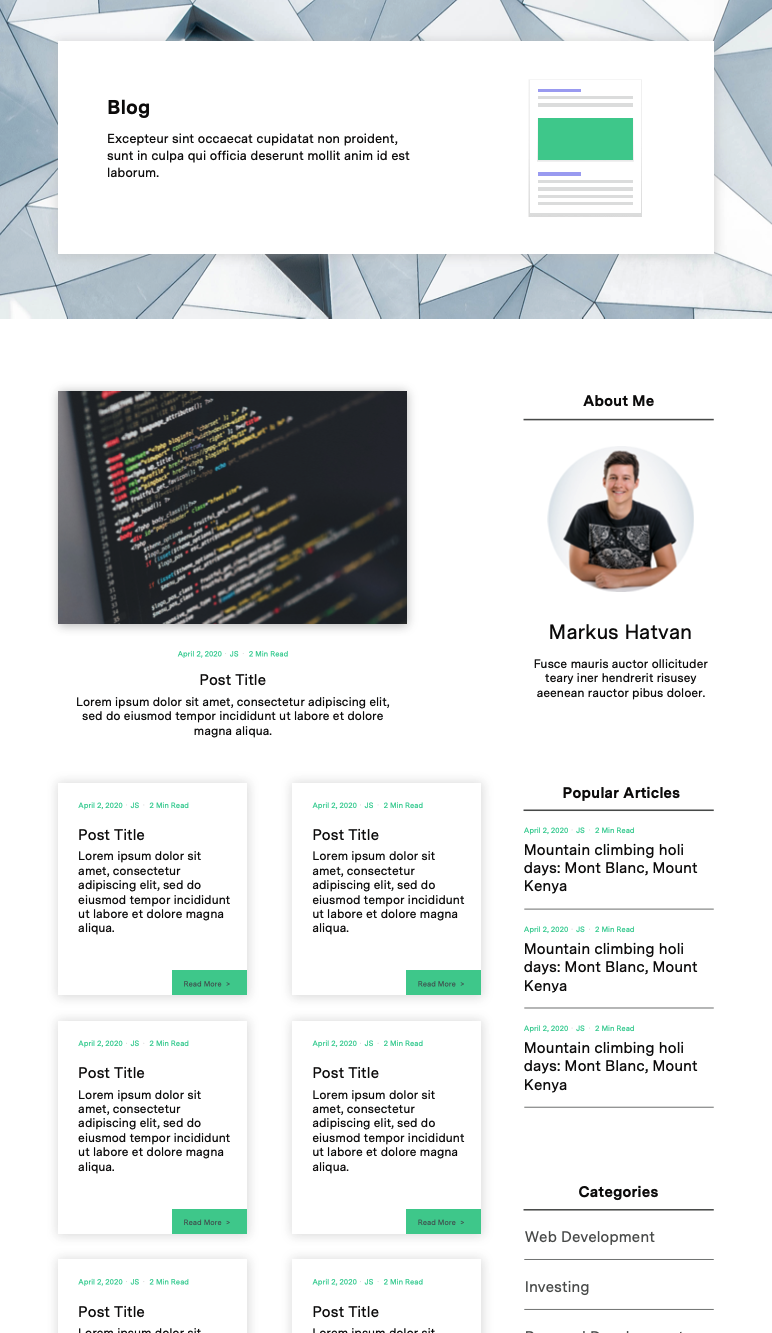 Blog
Excepteur sint occaecat cupidatat non proident,
sunt in culpa qui officia deserunt mollit anim id est
laborum.
April 2, 2020 · JS · 2 Min Read
Post Title
Lorem ipsum dolor sit amet, consectetur adipiscing elit,
sed do eiusmod tempor incididunt ut labore et dolore
magna aliqua.
April 2, 2020 · JS · 2 Min Read
Post Title
Lorem ipsum dolor sit
amet, consectetur
adipiscing elit, sed do
eiusmod tempor incididunt
ut labore et dolore magna
aliqua.
Read More >
April 2, 2020 · JS · 2 Min Read
Post Title
Lorem ipsum dolor sit
amet, consectetur
adipiscing elit, sed do
eiusmod tempor incididunt
ut labore et dolore magna
aliqua.
Read More >
April 2, 2020 · JS · 2 Min Read
Post Title
Lorem ipsum dolor sit
amet, consectetur
adipiscing elit, sed do
eiusmod tempor incididunt
ut labore et dolore magna
aliqua.
Read More >
April 2, 2020 · JS · 2 Min Read
Post Title
Lorem ipsum dolor sit
amet, consectetur
adipiscing elit, sed do
eiusmod tempor incididunt
ut labore et dolore magna
aliqua.
Read More >
April 2, 2020 · JS · 2 Min Read
Post Title
April 2, 2020 · JS · 2 Min Read
Post Title
About Me
Markus Hatvan
Fusce mauris auctor ollicituder
teary iner hendrerit risusey
aeenean rauctor pibus doloer.
Popular Articles
April 2, 2020 · JS · 2 Min Read
Mountain climbing holi
days: Mont Blanc, Mount
Kenya
April 2, 2020 · JS · 2 Min Read
Mountain climbing holi
days: Mont Blanc, Mount
Kenya
April 2, 2020 · JS · 2 Min Read
Mountain climbing holi
days: Mont Blanc, Mount
Kenya
Categories
Web Development
Investing